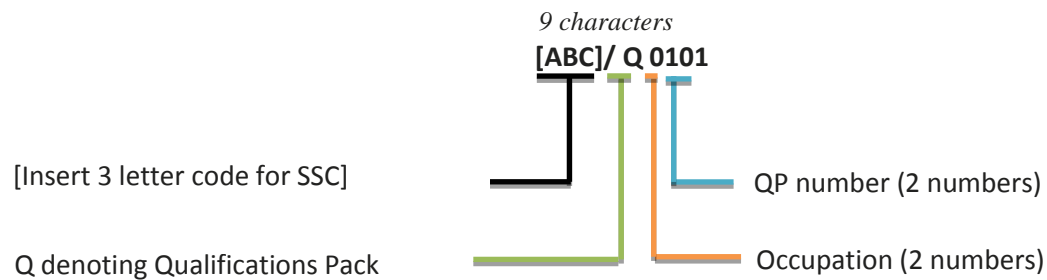 9 characters
[ABC]/ Q 0101
[Insert 3 letter code for SSC]
QP number (2 numbers)
Q denoting Qualifications Pack
Occupation (2 numbers)